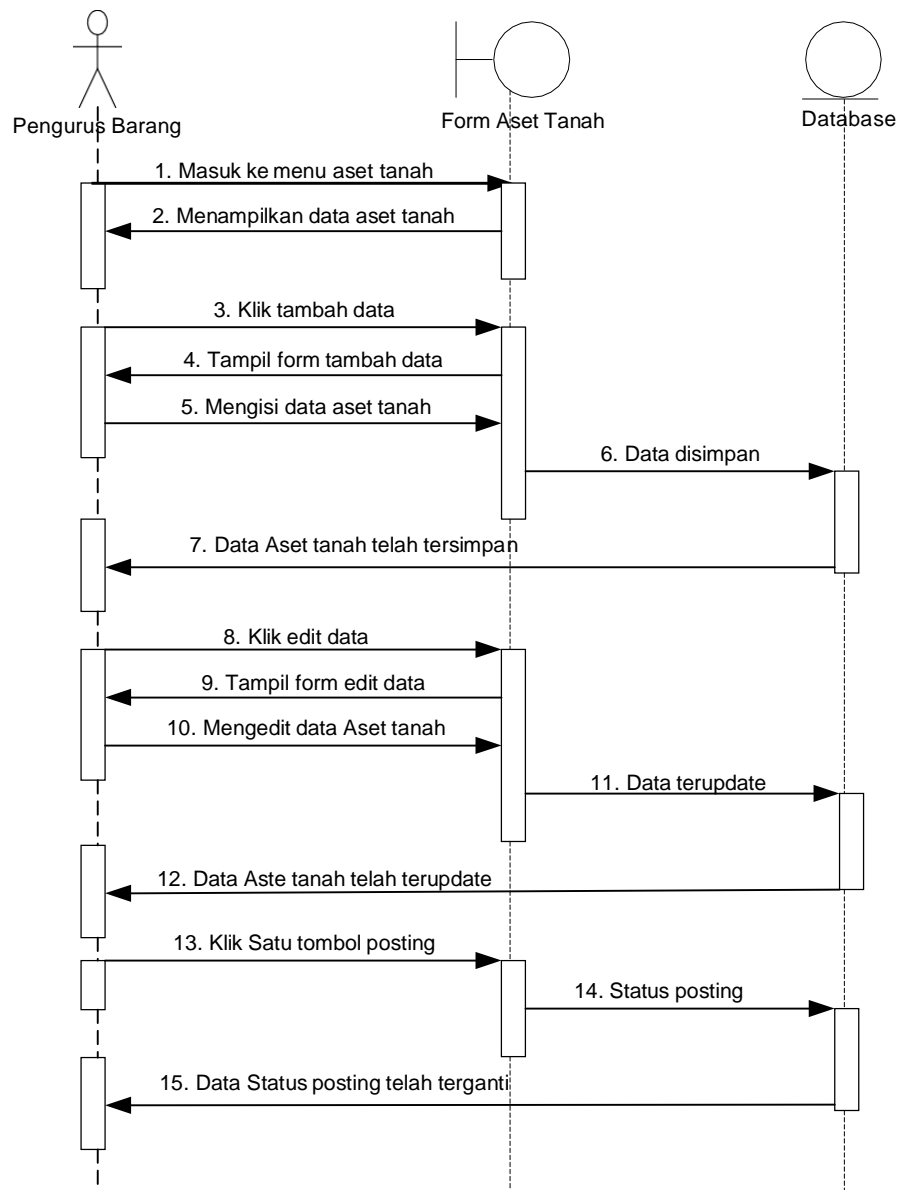 Pengurus Barang
Form Aset Tanah
Database
1. Masuk ke menu aset tanah
2. Menampilkan data aset tanah
3. Klik tambah data
4. Tampil form tambah data
5. Mengisi data aset tanah
6. Data disimpan
7. Data Aset tanah telah tersimpan
8. Klik edit data
9. Tampil form edit data
10. Mengedit data Aset tanah
11. Data terupdate
12. Data Aste tanah telah terupdate
13. Klik Satu tombol posting
14. Status posting
15. Data Status posting telah terganti